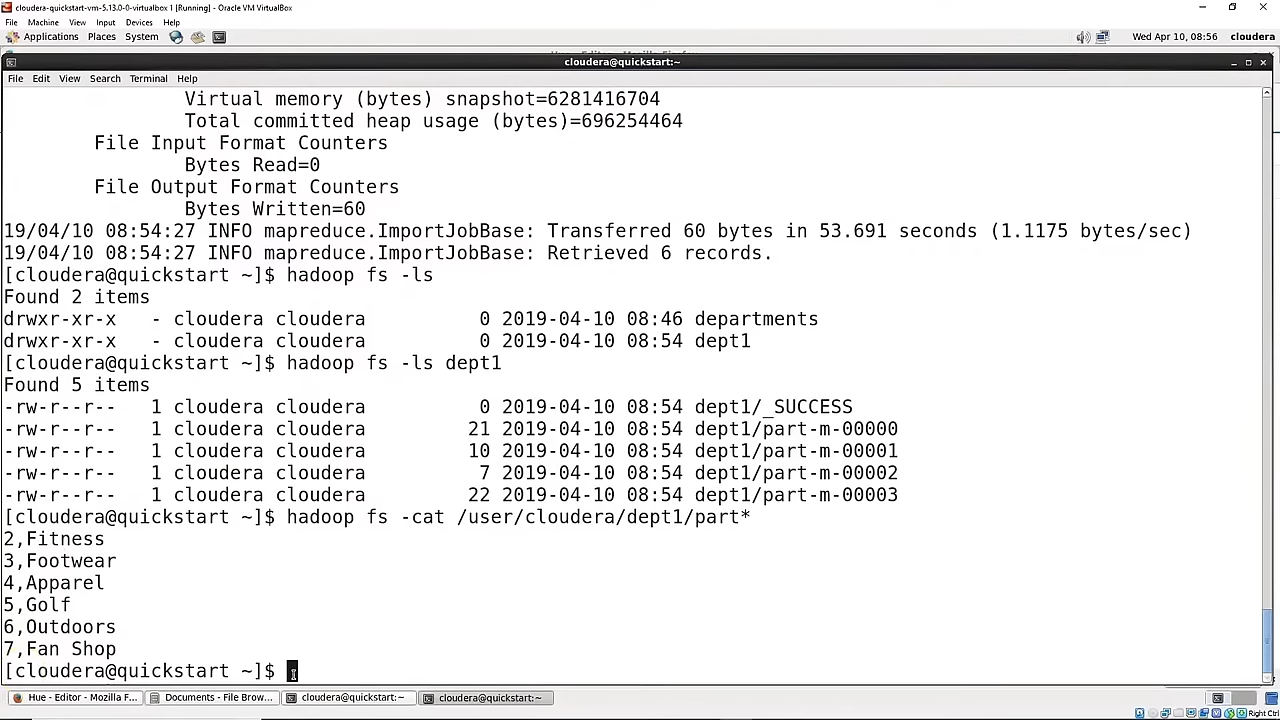 cloudera-quickstart-vm-5.13.0-0-virtualbox 1 [Running] - Oracle VM VirtualBox
File Machine View Input Devices Help
Applications Places System Wed Apr 10, 08:56 cloudera
cloudera@quickstart:~
File Edit View Search Terminal Help
Virtual memory (bytes) snapshot=6281416704
Total committed heap usage (bytes)=696254464
File Input Format Counters
Bytes Read=0
File Output Format Counters
Bytes Written=60
19/04/10 08:54:27 INFO mapreduce.ImportJobBase: Transferred 60 bytes in 53.691 seconds (1.1175 bytes/sec)
19/04/10 08:54:27 INFO mapreduce.ImportJobBase: Retrieved 6 records.
[cloudera@quickstart ~]$ hadoop fs -ls
Found 2 items
drwxr-xr-x   - cloudera cloudera          0 2019-04-10 08:46 departments
drwxr-xr-x   - cloudera cloudera          0 2019-04-10 08:54 dept1
[cloudera@quickstart ~]$ hadoop fs -ls dept1
Found 5 items
-rw-r--r--   1 cloudera cloudera          0 2019-04-10 08:54 dept1/_SUCCESS
-rw-r--r--   1 cloudera cloudera         21 2019-04-10 08:54 dept1/part-m-00000
-rw-r--r--   1 cloudera cloudera         10 2019-04-10 08:54 dept1/part-m-00001
-rw-r--r--   1 cloudera cloudera          7 2019-04-10 08:54 dept1/part-m-00002
-rw-r--r--   1 cloudera cloudera         22 2019-04-10 08:54 dept1/part-m-00003
[cloudera@quickstart ~]$ hadoop fs -cat /user/cloudera/dept1/part*
2,Fitness
3,Footwear
4,Apparel
5,Golf
6,Outdoors
7,Fan Shop
[cloudera@quickstart ~]$
Hue - Editor - Mozilla F... Documents - File Brow... cloudera@quickstart:~ cloudera@quickstart:~
Right Ctrl